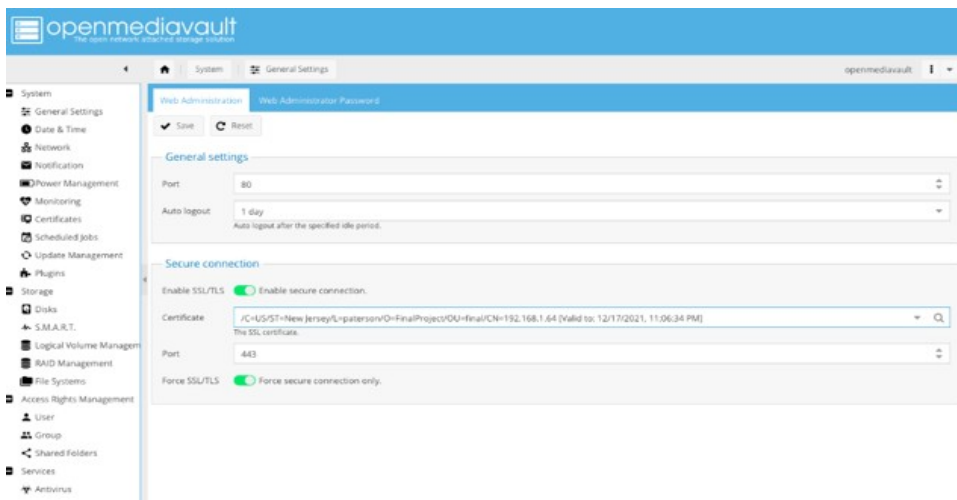 openmediavault
The open network attached storage solution
System
General Settings
openmediavault
System
General Settings
Date & Time
Network
Notification
Power Management
Monitoring
Certificates
Scheduled Jobs
Update Management
Plugins
Storage
Disks
S.M.A.R.T.
Logical Volume Managem
RAID Management
File Systems
Access Rights Management
User
Group
Shared Folders
Services
Antivirus
Web Administration
Web Administrator Password
Save
Reset
General settings
Port
80
Auto logout
1 day
Auto logout after the specified idle period.
Secure connection
Enable SSL/TLS
Enable secure connection.
Certificate
/C=US/ST=New Jersey/L=paterson/O=FinalProject/OU=final/CN=192.168.1.64 [Valid to: 12/17/2021, 11:06:34 PM]
The SSL certificate.
Port
443
Force SSL/TLS
Force secure connection only.